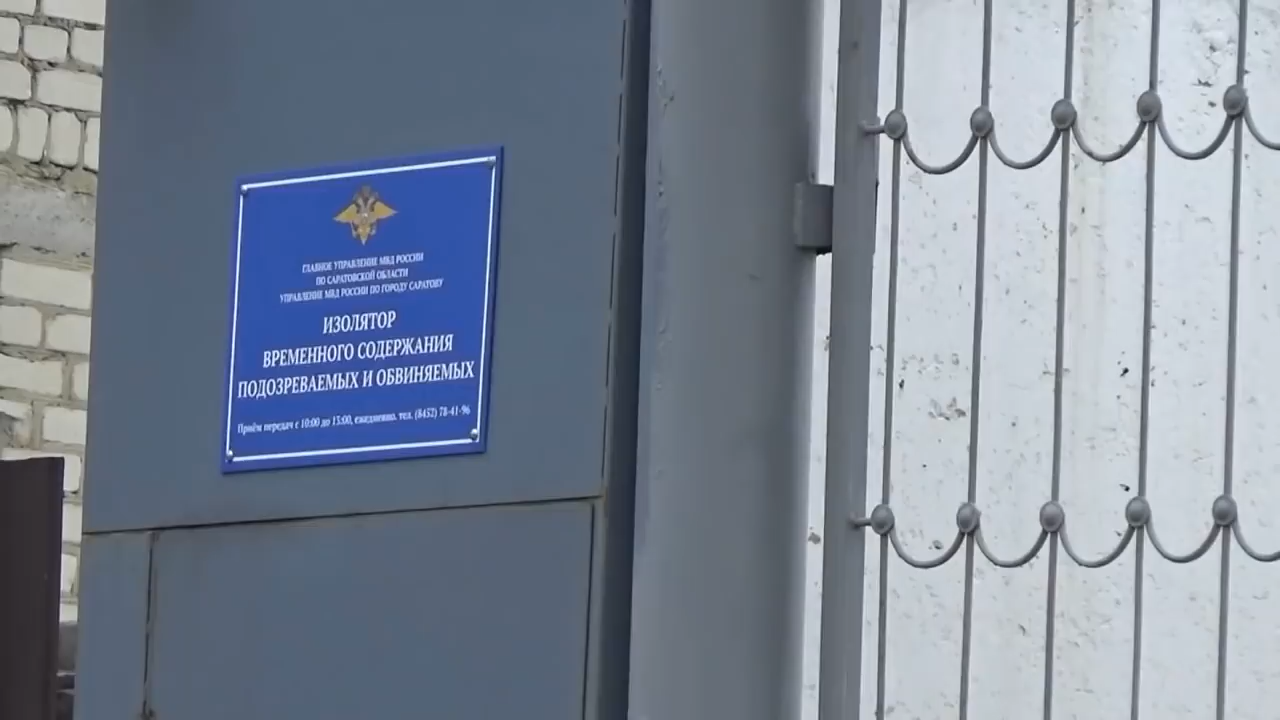 ГЛАВНОЕ УПРАВЛЕНИЕ МВД РОССИИ
ПО САРАТОВСКОЙ ОБЛАСТИ
УПРАВЛЕНИЕ МВД РОССИИ ПО ГОРОДУ САРАТОВУ
ИЗОЛЯТОР
ВРЕМЕННОГО СОДЕРЖАНИЯ
ПОДОЗРЕВАЕМЫХ И ОБВИНЯЕМЫХ
Приём передач с 10:00 до 15:00, ежедневно. тел. (8452) 78-41-96